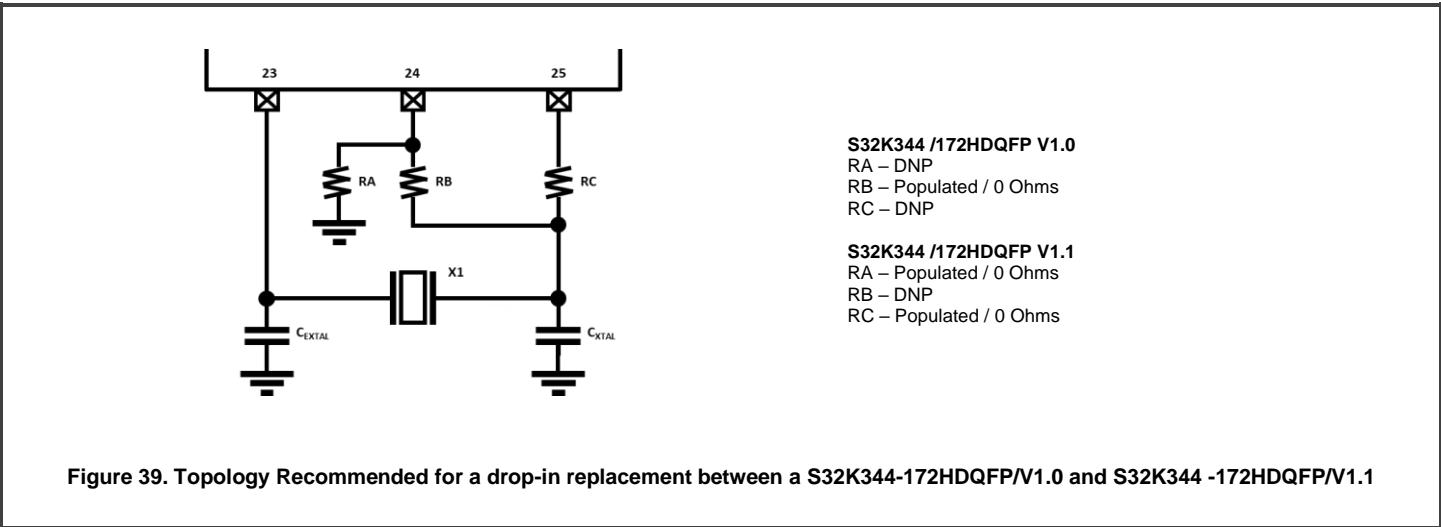 23
24
25
RA
RB
RC
X1
CEXTAL
CXTAL
S32K344 /172HDQFP V1.0
RA – DNP
RB – Populated / 0 Ohms
RC – DNP
S32K344 /172HDQFP V1.1
RA – Populated / 0 Ohms
RB – DNP
RC – Populated / 0 Ohms
Figure 39. Topology Recommended for a drop-in replacement between a S32K344-172HDQFP/V1.0 and S32K344 -172HDQFP/V1.1